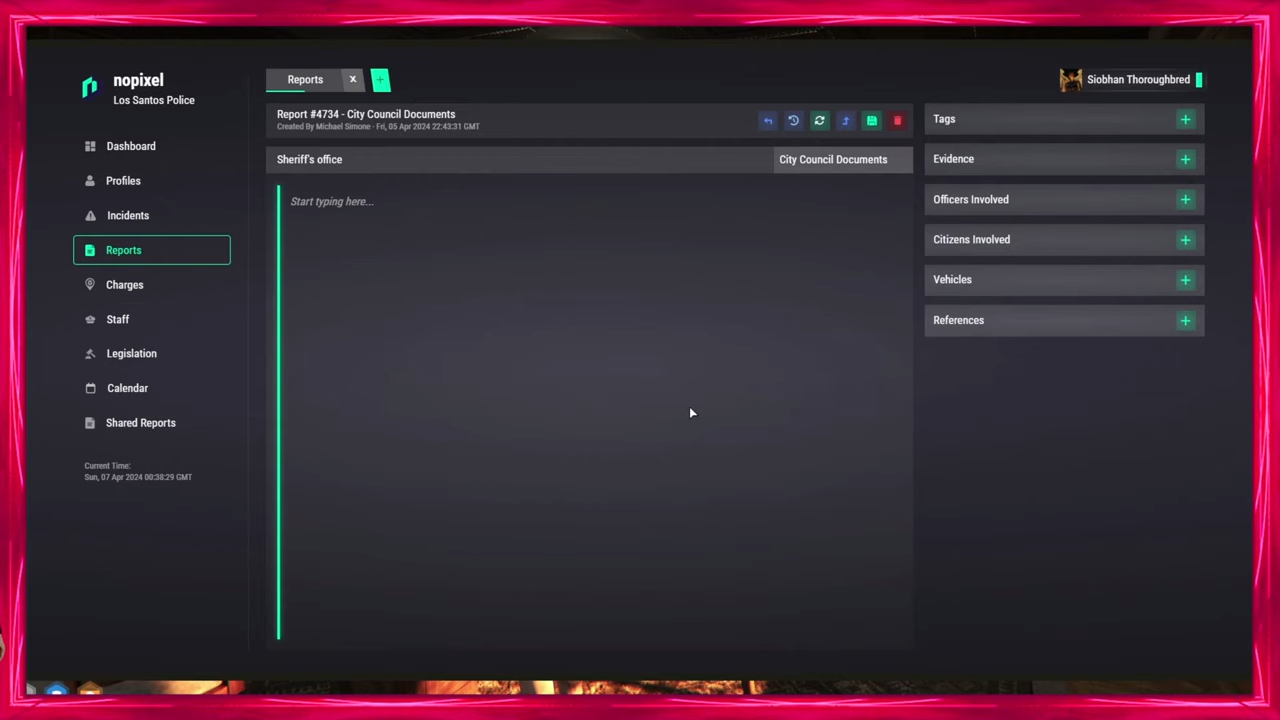 nopixel
Los Santos Police
Dashboard
Profiles
Incidents
Reports
Charges
Staff
Legislation
Calendar
Shared Reports
Current Time:
Sun, 07 Apr 2024 00:38:29 GMT
Reports x +
Report #4734 - City Council Documents
Created By Michael Simone - Fri, 05 Apr 2024 22:43:31 GMT
Sheriff's office City Council Documents
Start typing here...
Siobhan Thoroughbred
Tags +
Evidence +
Officers Involved +
Citizens Involved +
Vehicles +
References +